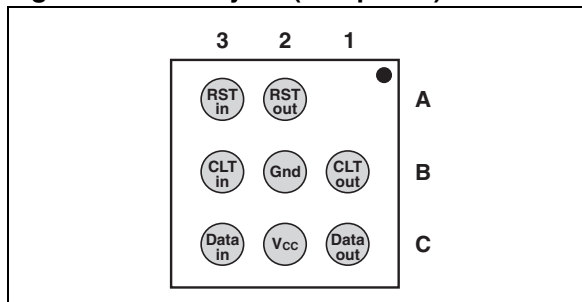 3 2 1
RST
in
RST
out
A
CLT
in
Gnd
CLT
out
B
Data
in
Vcc
Data
out
C